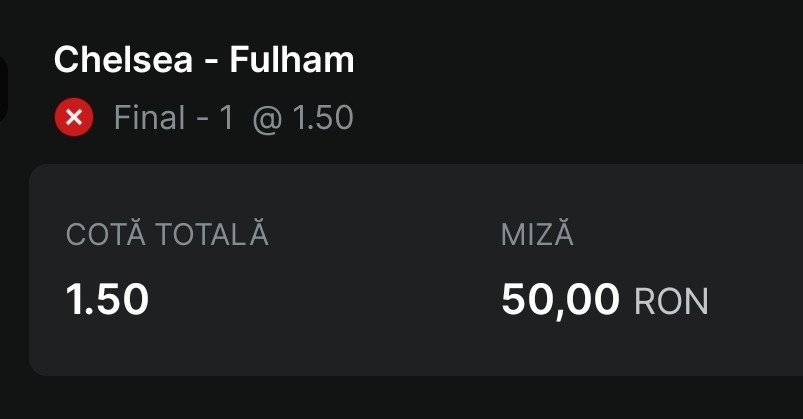 Chelsea - Fulham
Final - 1 @ 1.50
COTĂ TOTALĂ MIZĂ
1.50 50,00 RON